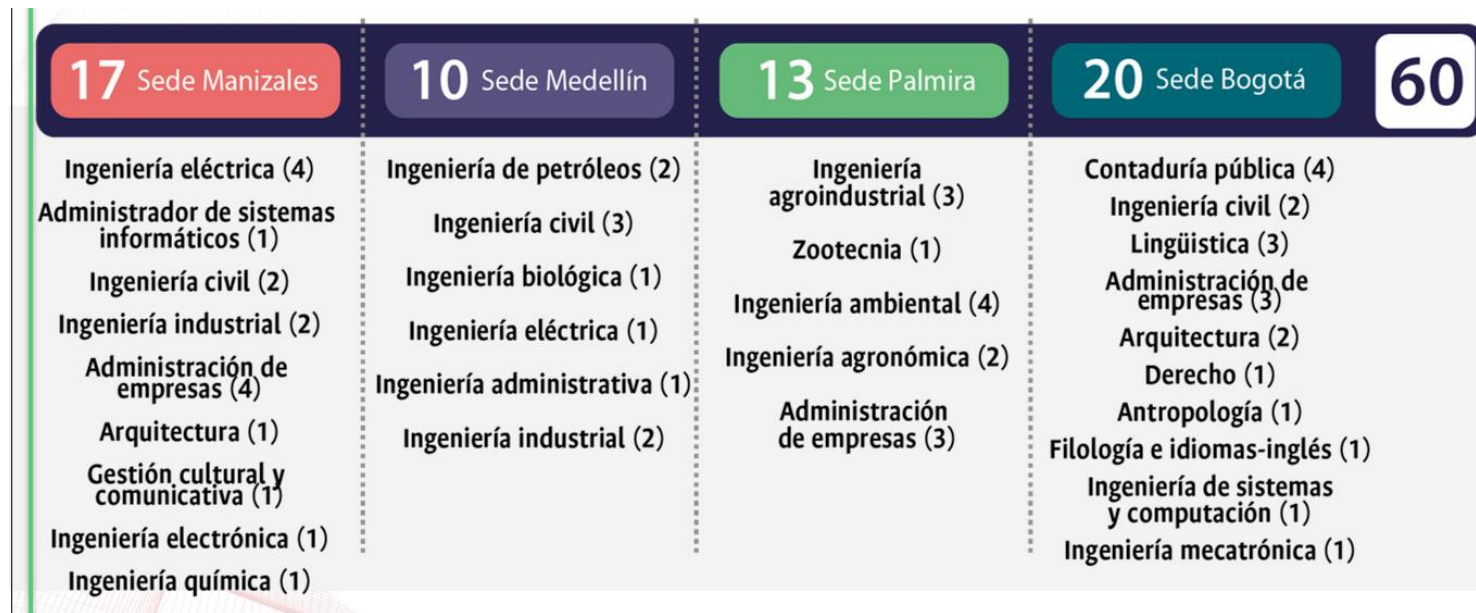 17 Sede Manizales
10 Sede Medellín
13 Sede Palmira
20 Sede Bogotá
60
Ingeniería eléctrica (4)
Administrador de sistemas
informáticos (1)
Ingeniería civil (2)
Ingeniería industrial (2)
Administración de
empresas (4)
Arquitectura (1)
Gestión cultural y
comunicativa (1)
Ingeniería electrónica (1)
Ingeniería química (1)
Ingeniería de petróleos (2)
Ingeniería civil (3)
Ingeniería biológica (1)
Ingeniería eléctrica (1)
Ingeniería administrativa (1)
Ingeniería industrial (2)
Ingeniería
agroindustrial (3)
Zootecnia (1)
Ingeniería ambiental (4)
Ingeniería agronómica (2)
Administración
de empresas (3)
Contaduría pública (4)
Ingeniería civil (2)
Lingüistica (3)
Administración de
empresas (3)
Arquitectura (2)
Derecho (1)
Antropología (1)
Filología e idiomas-inglés (1)
Ingeniería de sistemas
y computación (1)
Ingeniería mecatrónica (1)